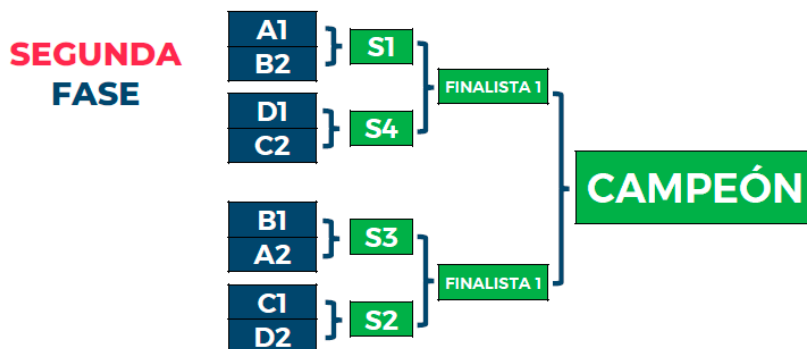 SEGUNDA
FASE
A1
B2
S1
D1
C2
S4
FINALISTA 1
B1
A2
S3
C1
D2
S2
FINALISTA 1
CAMPEÓN